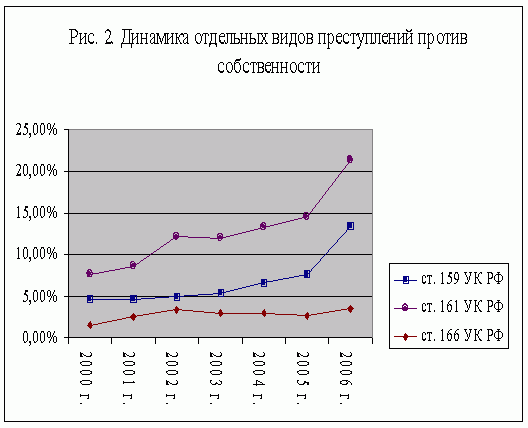 Рис. 2. Динамика отдельных видов преступлений против
собственности
25,00%
20,00%
15,00%
10,00%
5,00%
0,00%
2000 г.
2001 г.
2002 г.
2003 г.
2004 г.
2005 г.
2006 г.
ст. 159 УК РФ
ст. 161 УК РФ
ст. 166 УК РФ